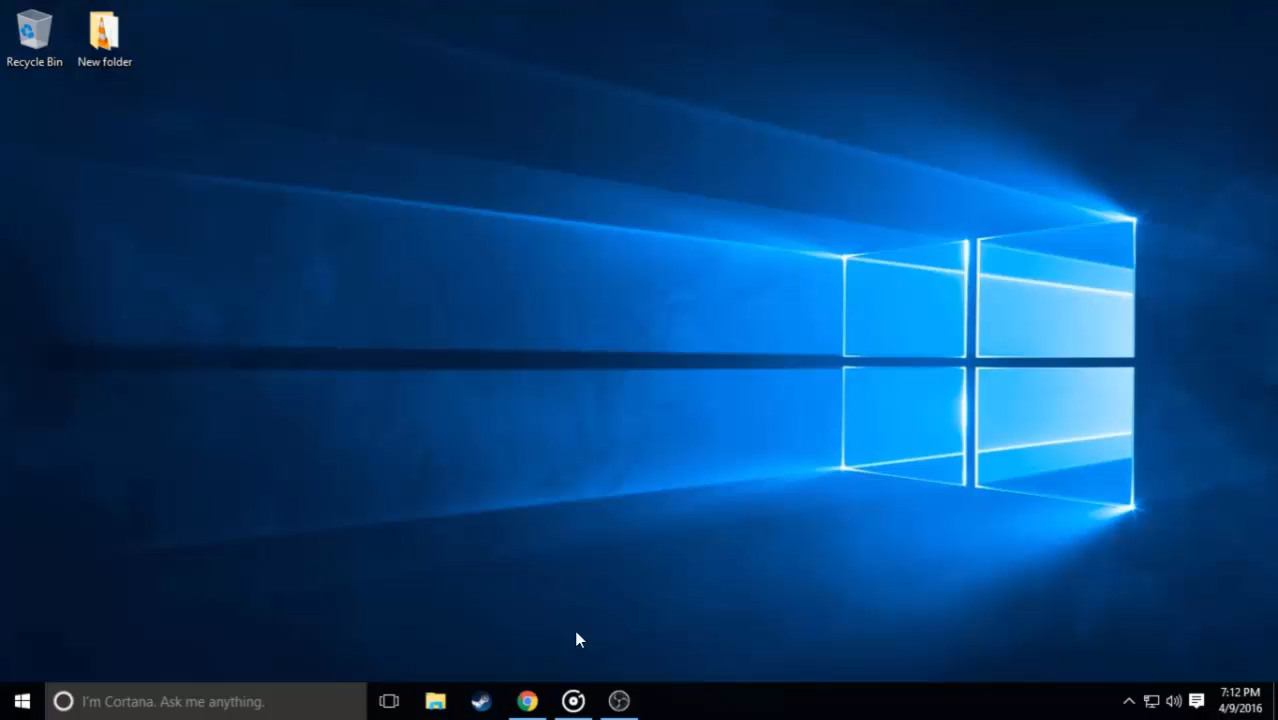 Recycle Bin
New folder
I'm Cortana. Ask me anything.
7:12 PM
4/9/2016